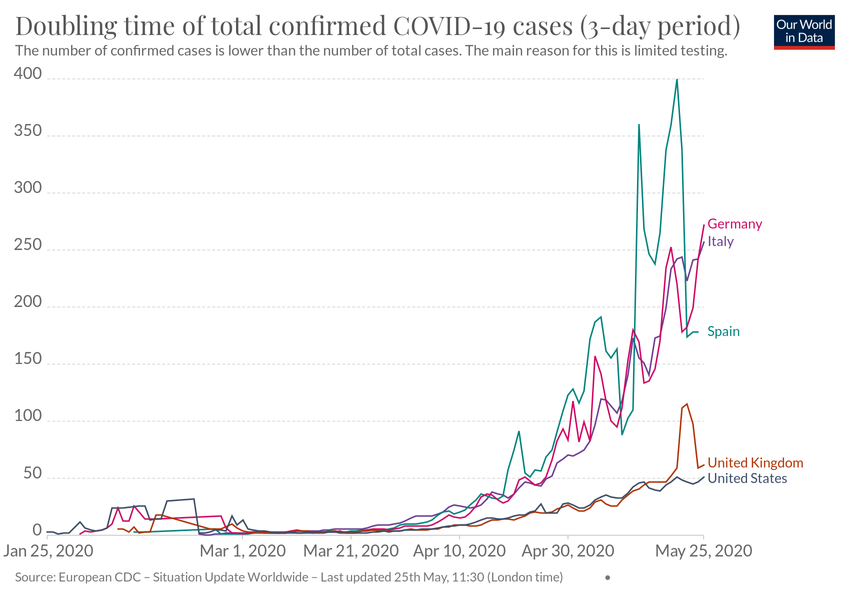 Doubling time of total confirmed COVID-19 cases (3-day period)
Our World
in Data
The number of confirmed cases is lower than the number of total cases. The main reason for this is limited testing.
400
350
300
250
200
150
100
50
0
Germany
Italy
Spain
United Kingdom
United States
Jan 25, 2020
Mar 1, 2020
Mar 21, 2020
Apr 10, 2020
Apr 30, 2020
May 25, 2020
Source: European CDC – Situation Update Worldwide – Last updated 25th May, 11:30 (London time)